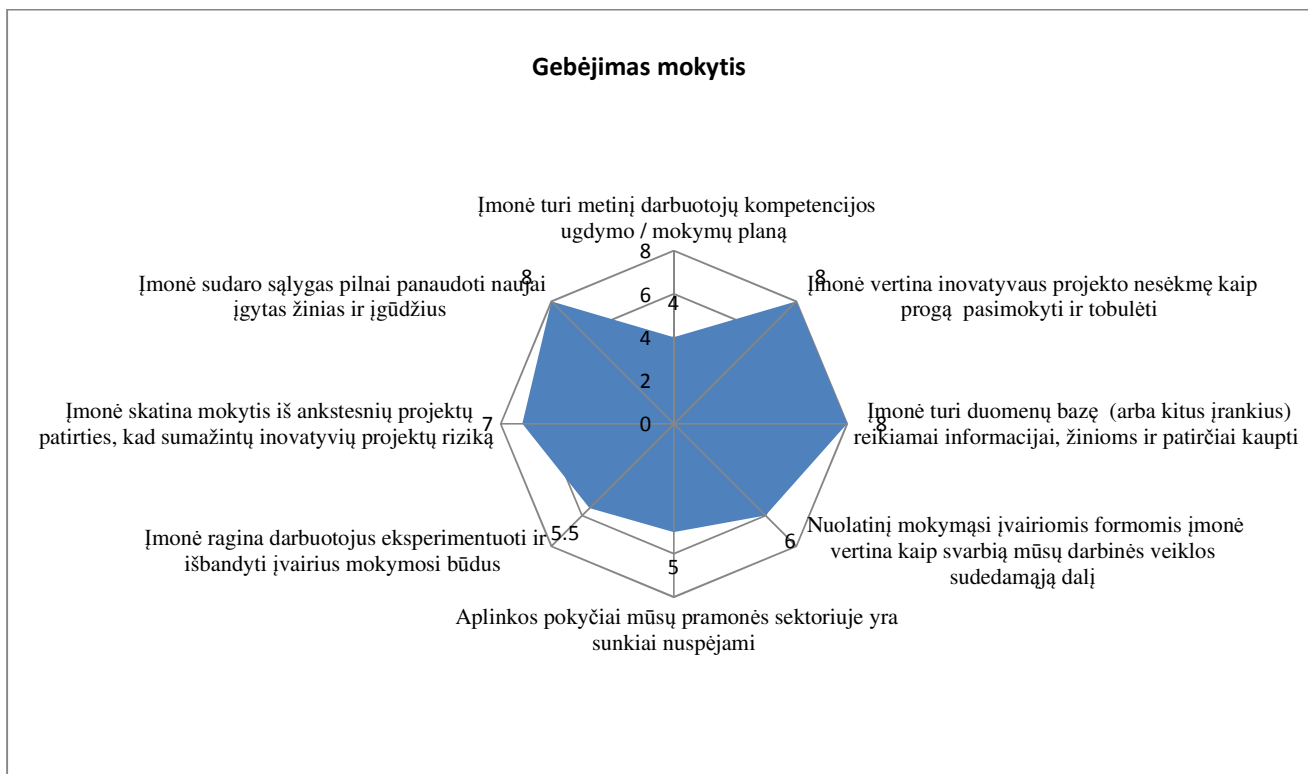 Gebėjimas mokytis
Įmonė turi metinį darbuotojų kompetencijos
ugdymo / mokymų planą
8
6
4
2
0
4
8
Įmonė vertina inovatyvaus projekto nesėkmę kaip
progą pasimokyti ir tobulėti
8
Įmonė turi duomenų bazę (arba kitus įrankius)
reikiamai informacijai, žinioms ir patirčiai kaupti
6
Nuolatinį mokymąsi įvairiomis formomis įmonė
vertina kaip svarbią mūsų darbinės veiklos
sudedamąją dalį
5
Aplinkos pokyčiai mūsų pramonės sektoriuje yra
sunkiai nuspėjami
5.5
Įmonė ragina darbuotojus eksperimentuoti ir
išbandyti įvairius mokymosi būdus
7
Įmonė skatina mokytis iš ankstesnių projektų
patirties, kad sumažintų inovatyvių projektų riziką
8
Įmonė sudaro sąlygas pilnai panaudoti naujai
įgytas žinias ir įgūdžius